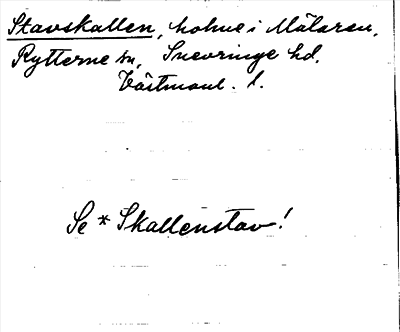 Stavskallen, holme i Mälaren,
Rytterne sn, Snevringe hd.
Västmanl. l.
Se * Skallenstav!